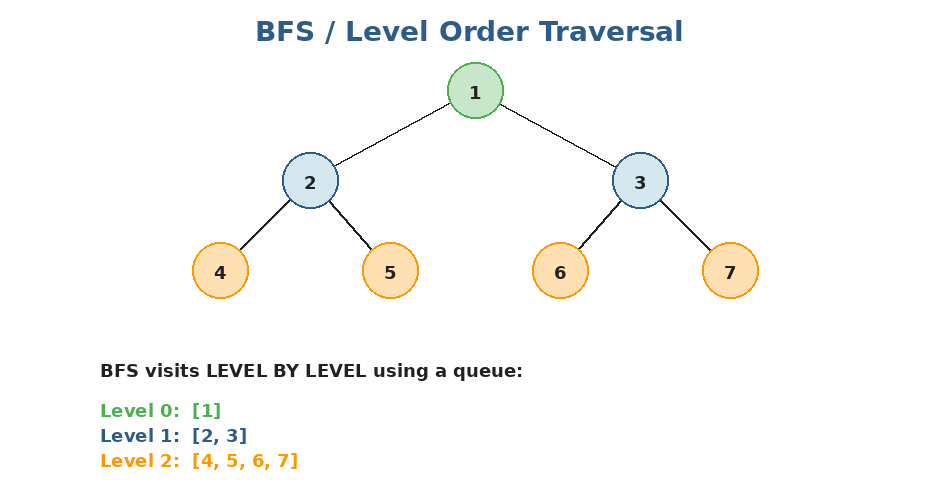 BFS / Level Order Traversal
1
2 3
4 5 6 7
BFS visits LEVEL BY LEVEL using a queue:
Level 0: [1]
Level 1: [2, 3]
Level 2: [4, 5, 6, 7]